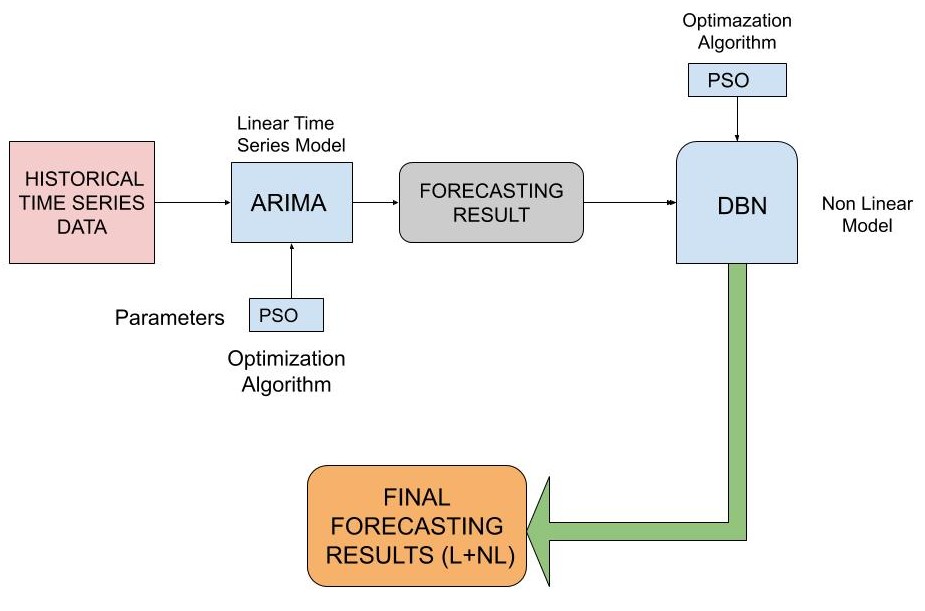 Optimazation
Algorithm
PSO
Linear Time
Series Model
HISTORICAL
TIME SERIES
DATA
ARIMA
FORECASTING
RESULT
DBN
Non Linear
Model
Parameters
PSO
Optimization
Algorithm
FINAL
FORECASTING
RESULTS (L+NL)